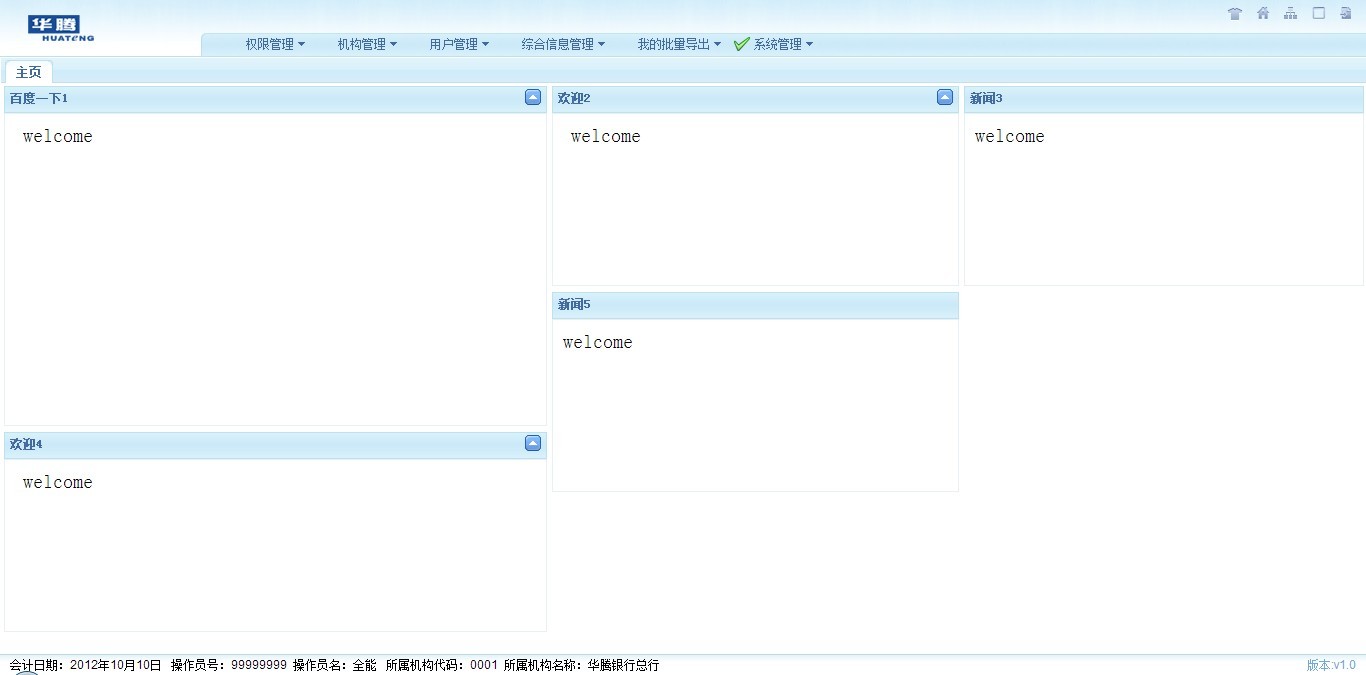 华腾
HUATENG
权限管理 机构管理 用户管理 综合信息管理 我的批量导出 系统管理
主页
百度一下1
welcome
欢迎2
welcome
新闻3
welcome
欢迎4
welcome
新闻5
welcome
会计日期：2012年10月10日 操作员号：99999999 操作员名：全能 所属机构代码：0001 所属机构名称：华腾银行总行
版本:v1.0